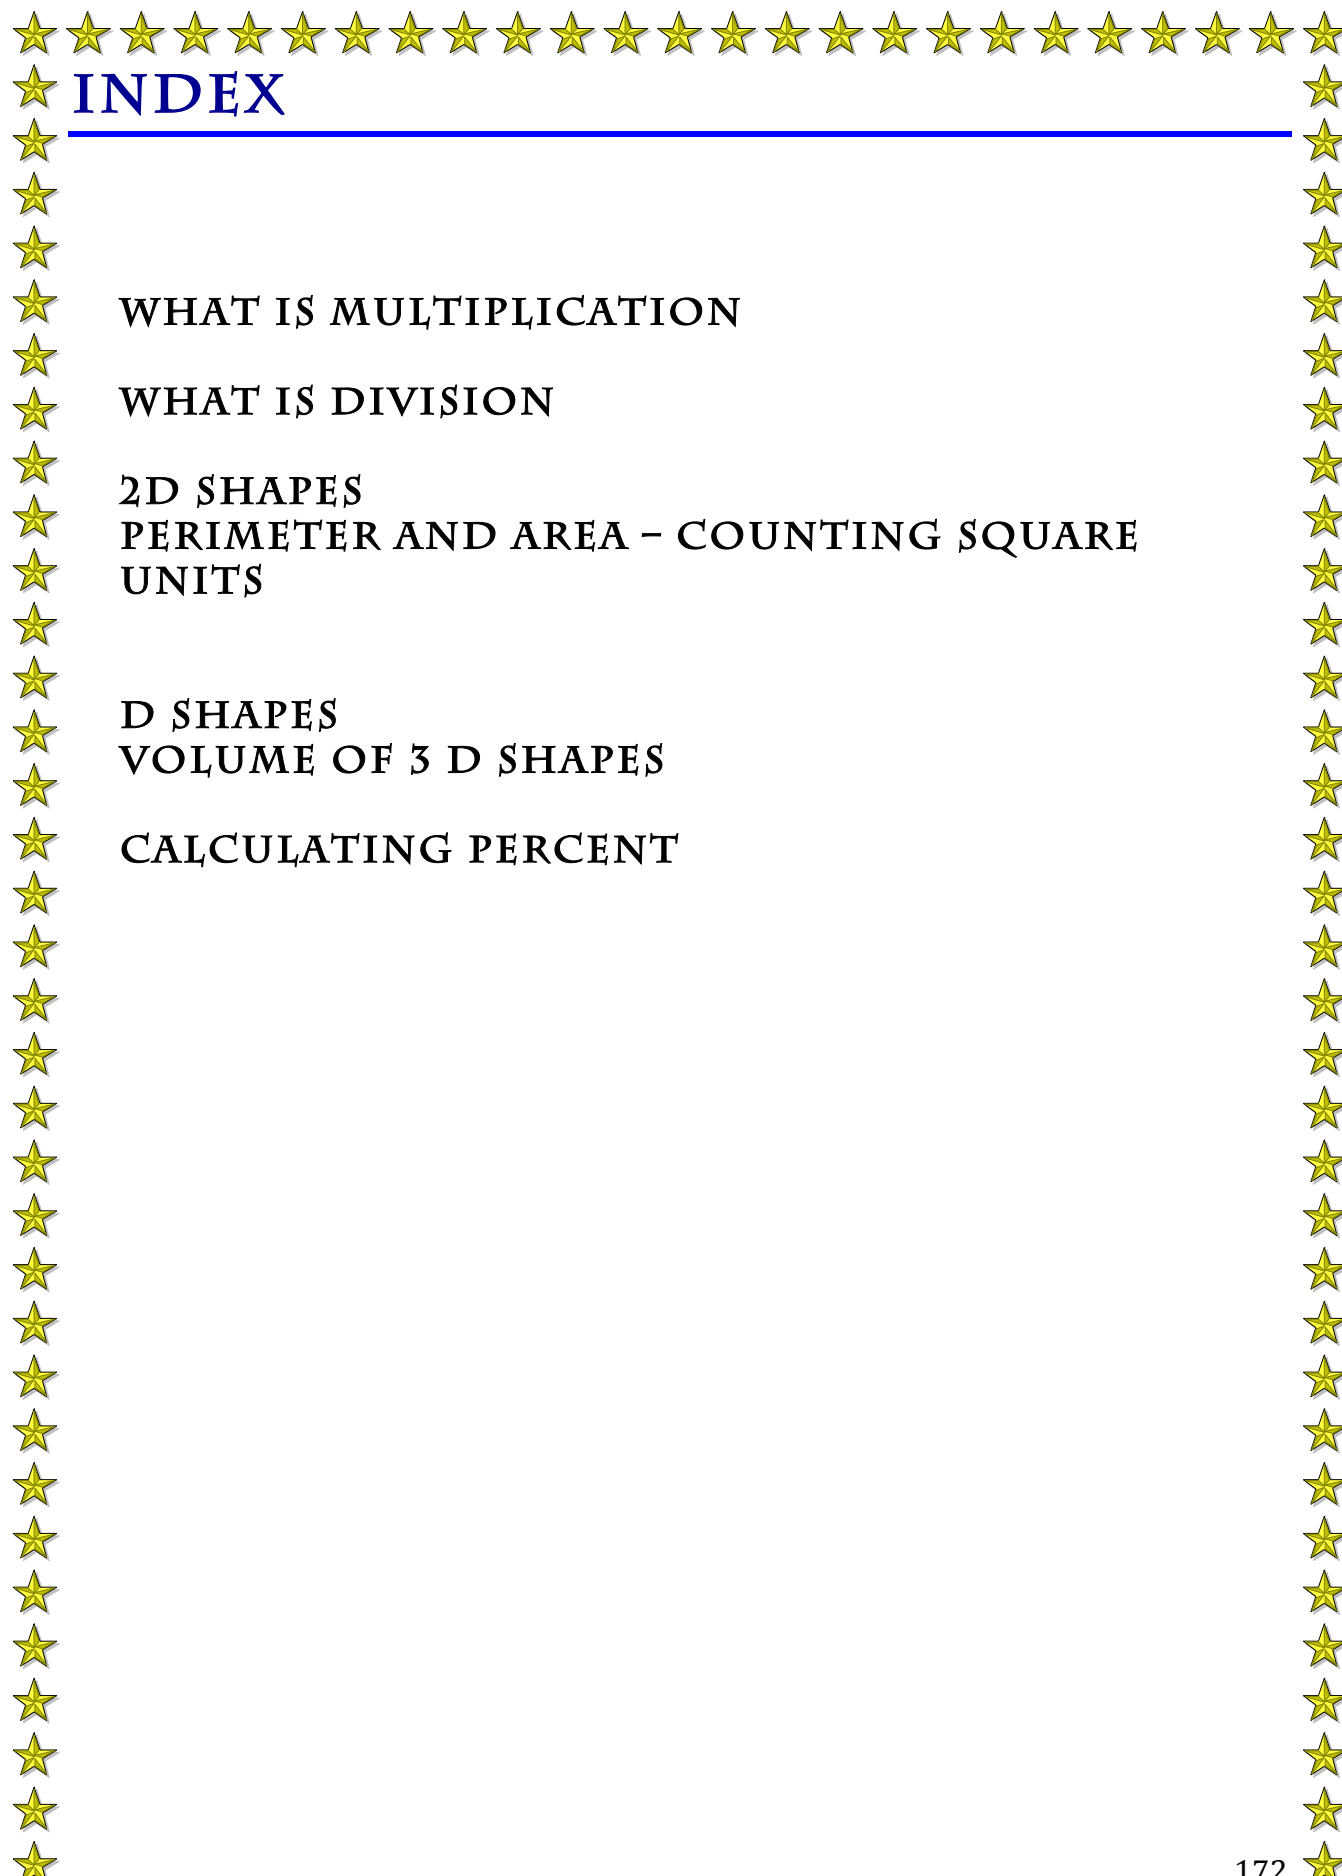 INDEX
WHAT IS MULTIPLICATION
WHAT IS DIVISION
2D SHAPES
PERIMETER AND AREA – COUNTING SQUARE
UNITS
D SHAPES
VOLUME OF 3 D SHAPES
CALCULATING PERCENT
172